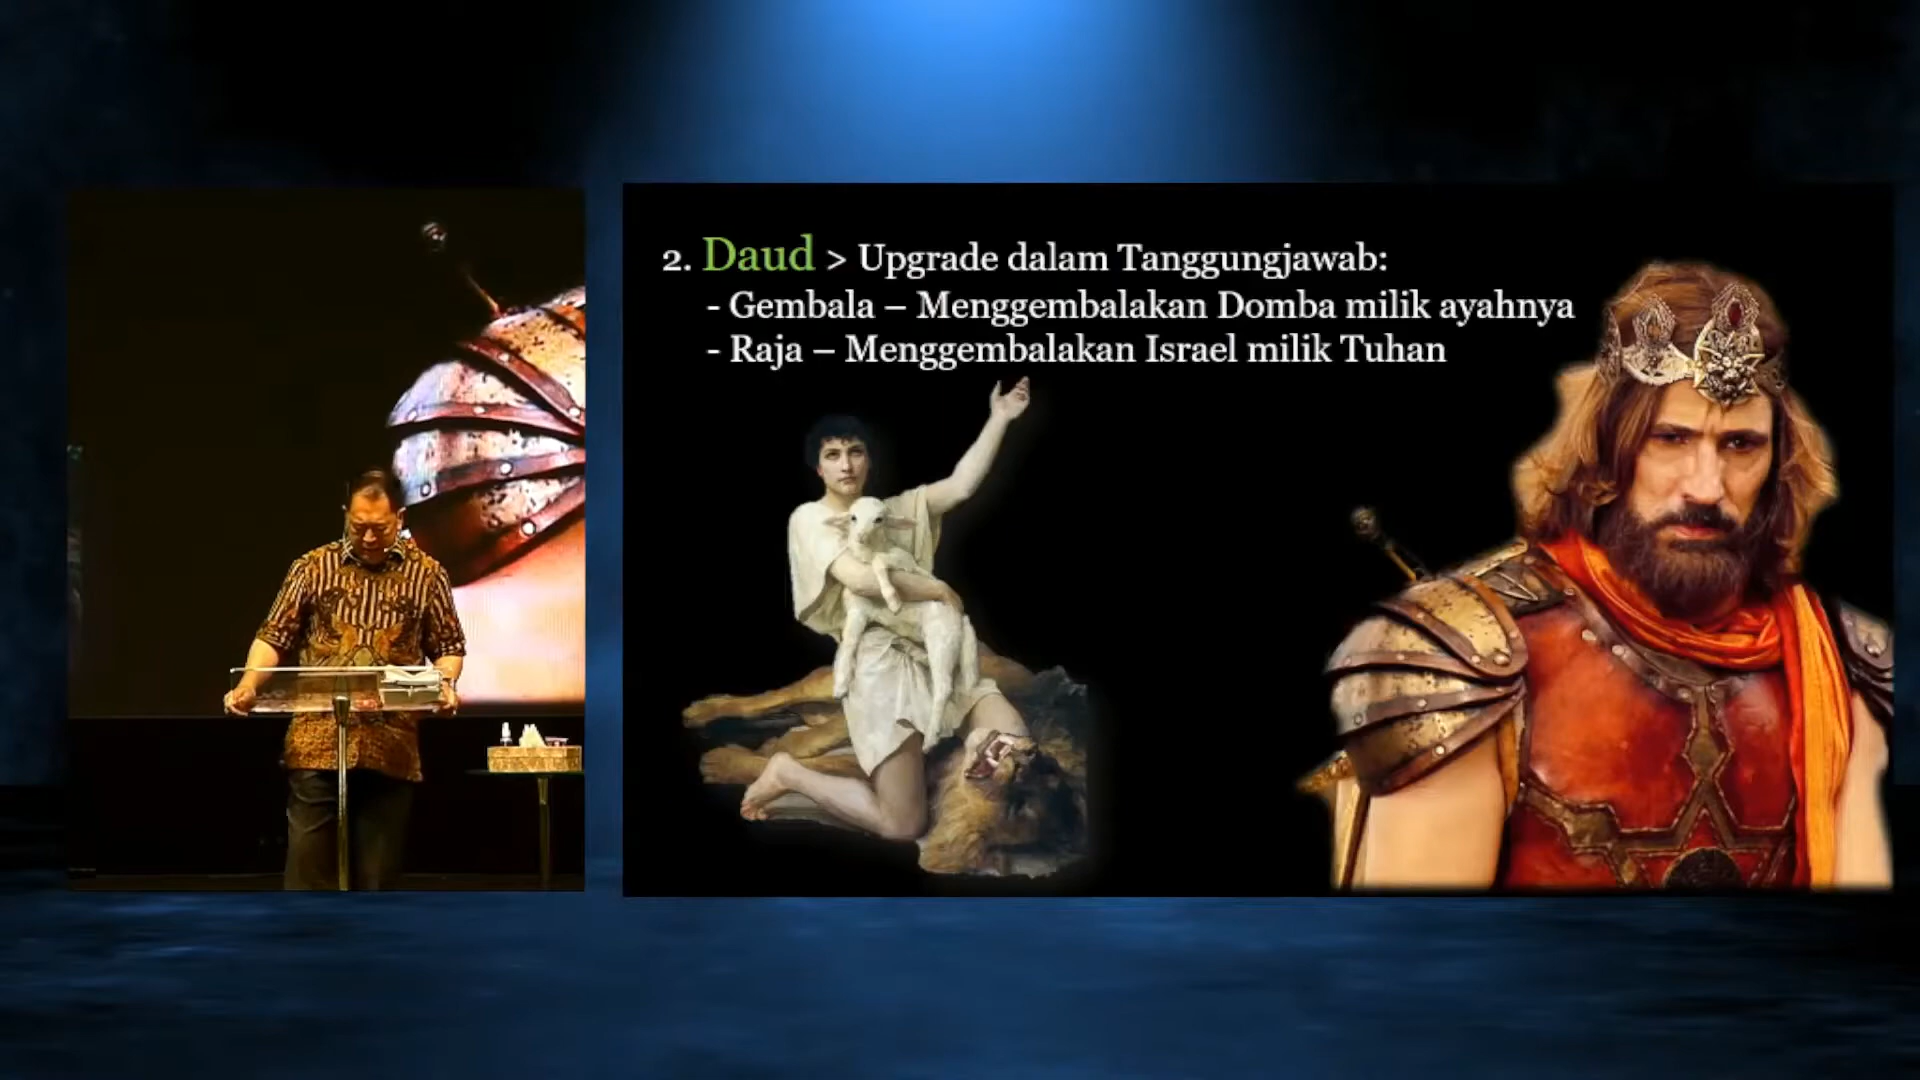 2. Daud > Upgrade dalam Tanggungjawab:
- Gembala – Menggembalakan Domba milik ayahnya
- Raja – Menggembalakan Israel milik Tuhan